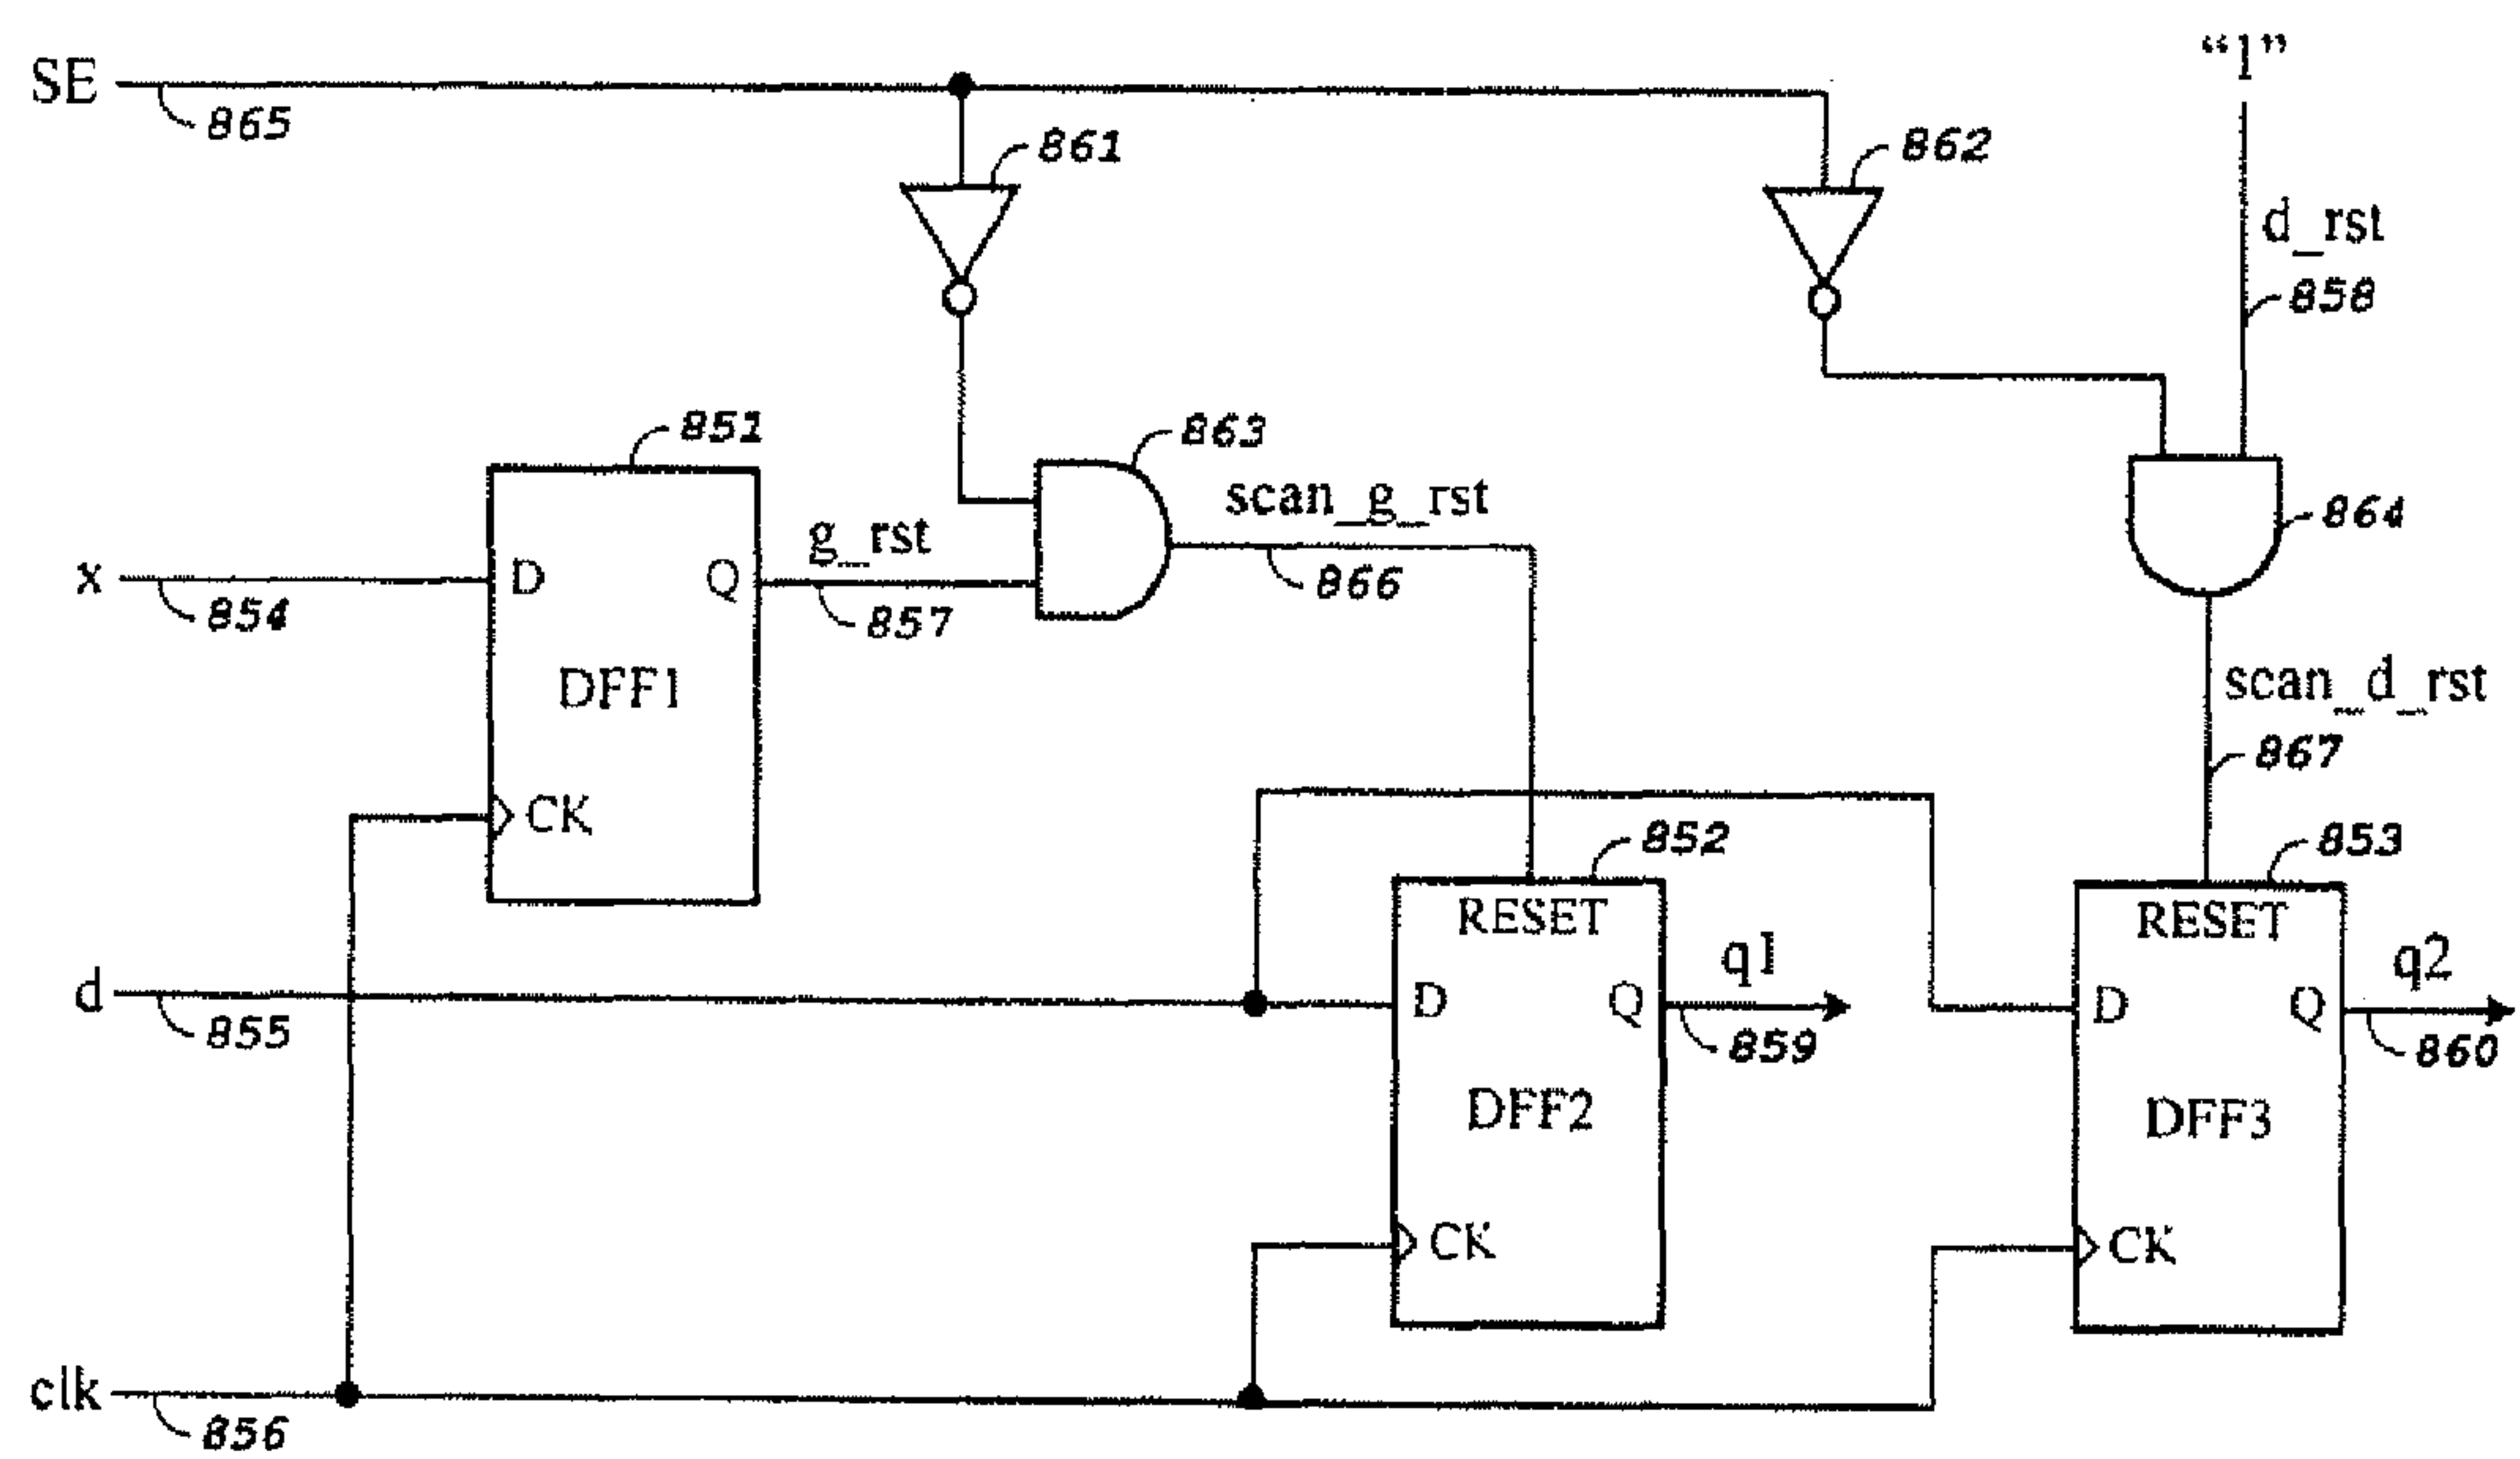 SE
865
861
862
“1”
d_rst
858
851
863
864
x
854
D
Q
g_rst
857
scan_g_rst
866
DFF1
CK
scan_d_rst
867
852
853
d
855
RESET
D
Q
q1
859
DFF2
CK
RESET
D
Q
q2
860
DFF3
CK
clk
856